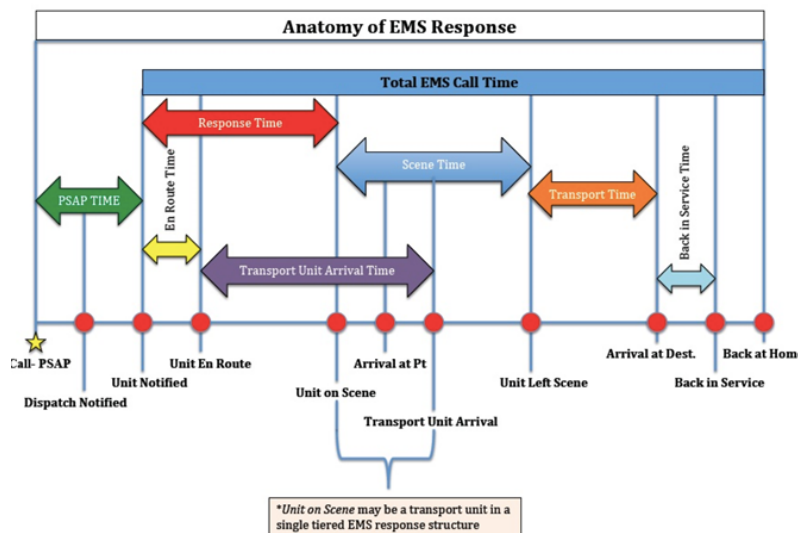 Anatomy of EMS Response
Total EMS Call Time
Response Time
Scene Time
En Route Time
PSAP TIME
Transport Time
Back in Service Time
Transport Unit Arrival Time
Call- PSAP
Dispatch Notified
Unit Notified
Unit En Route
Unit on Scene
Arrival at Pt
Transport Unit Arrival
Unit Left Scene
Arrival at Dest.
Back in Service
Back at Home
*Unit on Scene may be a transport unit in a
single tiered EMS response structure